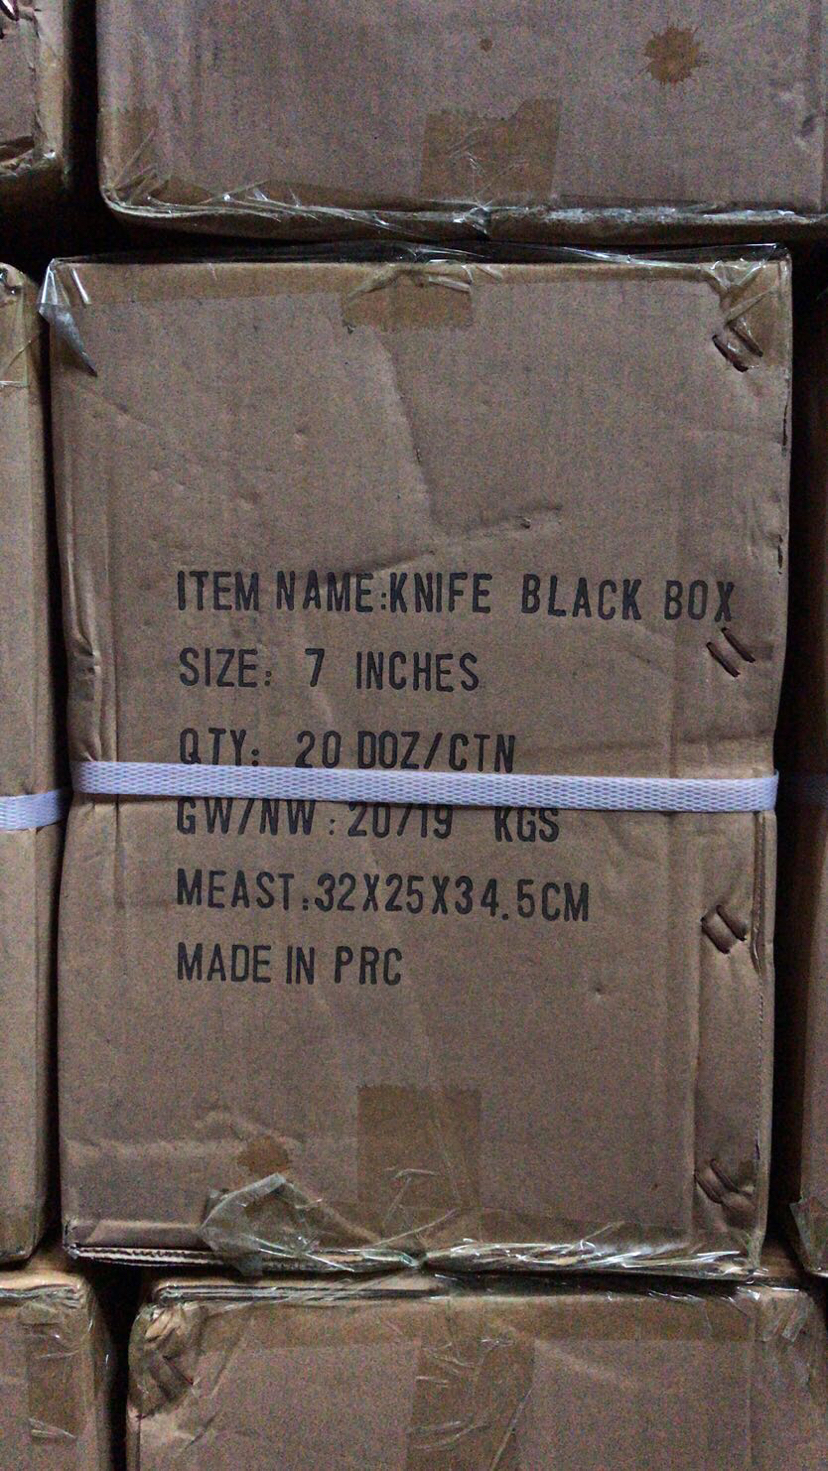 ITEM NAME:KNIFE BLACK BOX
SIZE: 7 INCHES
QTY: 20 DOZ/CTN
GW/NW:20/19 KGS
MEAST:32X25X34.5CM
MADE IN PRC